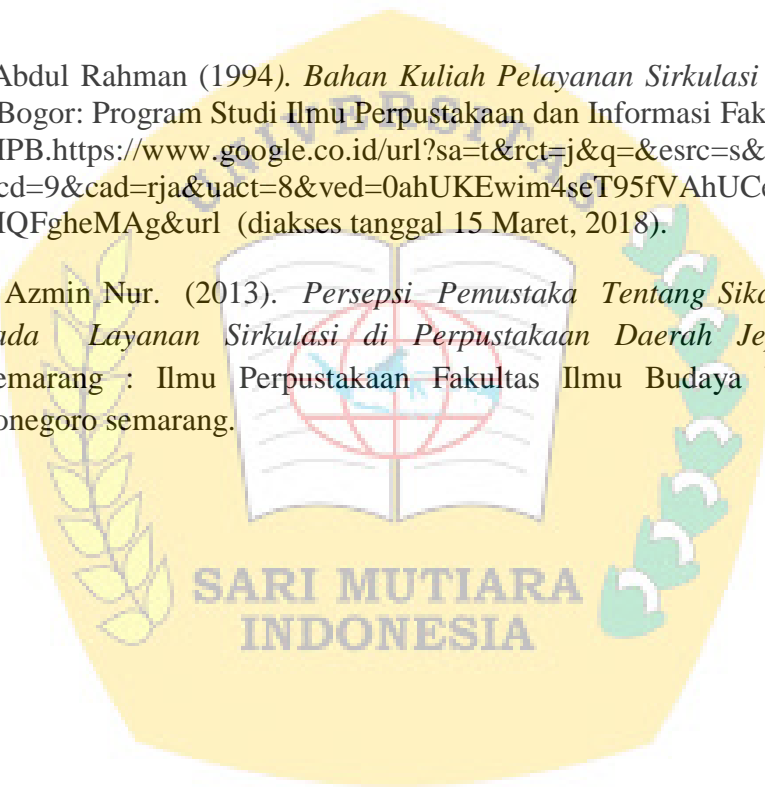 Abdul Rahman (1994). Bahan Kuliah Pelayanan Sirkulasi
Bogor: Program Studi Ilmu Perpustakaan dan Informasi Fak
IPB.https://www.google.co.id/url?sa=t&rct=j&q=&esrc=s&
cd=9&cad=rja&uact=8&ved=0ahUKEwim4seT95fVAhUC
IQFgheMAg&url (diakses tanggal 15 Maret, 2018).
Azmin Nur. (2013). Persepsi Pemustaka Tentang Sika
ada Layanan Sirkulasi di Perpustakaan Daerah Jep
emarang : Ilmu Perpustakaan Fakultas Ilmu Budaya
onegoro semarang.
UNIVERSITAS
SARI MUTIARA
INDONESIA